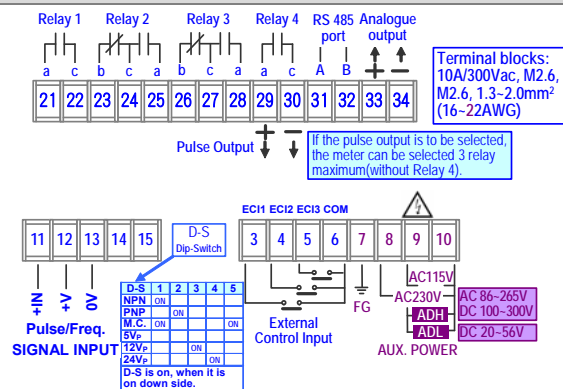 Relay 1 Relay 2 Relay 3 Relay 4 RS 485 port Analogue output
a c b c a b c a a c A B + −
21 22 23 24 25 26 27 28 29 30 31 32 33 34
Terminal blocks:
10A/300Vac, M2.6,
M2.6, 1.3~2.0mm²
(16~22AWG)
+ −
Pulse Output
If the pulse output is to be selected,
the meter can be selected 3 relay
maximum(without Relay 4).
11 12 13 14 15
+IN +V 0V
Pulse/Freq.
SIGNAL INPUT
D-S
Dip-Switch
D-S 1 2 3 4 5
NPN ON
PNP ON
M.C. ON ON
5VP
12VP ON
24VP ON
D-S is on, when it is
on down side.
ECI1 ECI2 ECI3 COM
3 4 5 6 7 8 9 10
External
Control Input
FG
AC115V
AC230V
ADH
ADL
AC 86~265V
DC 100~300V
DC 20~56V
AUX. POWER